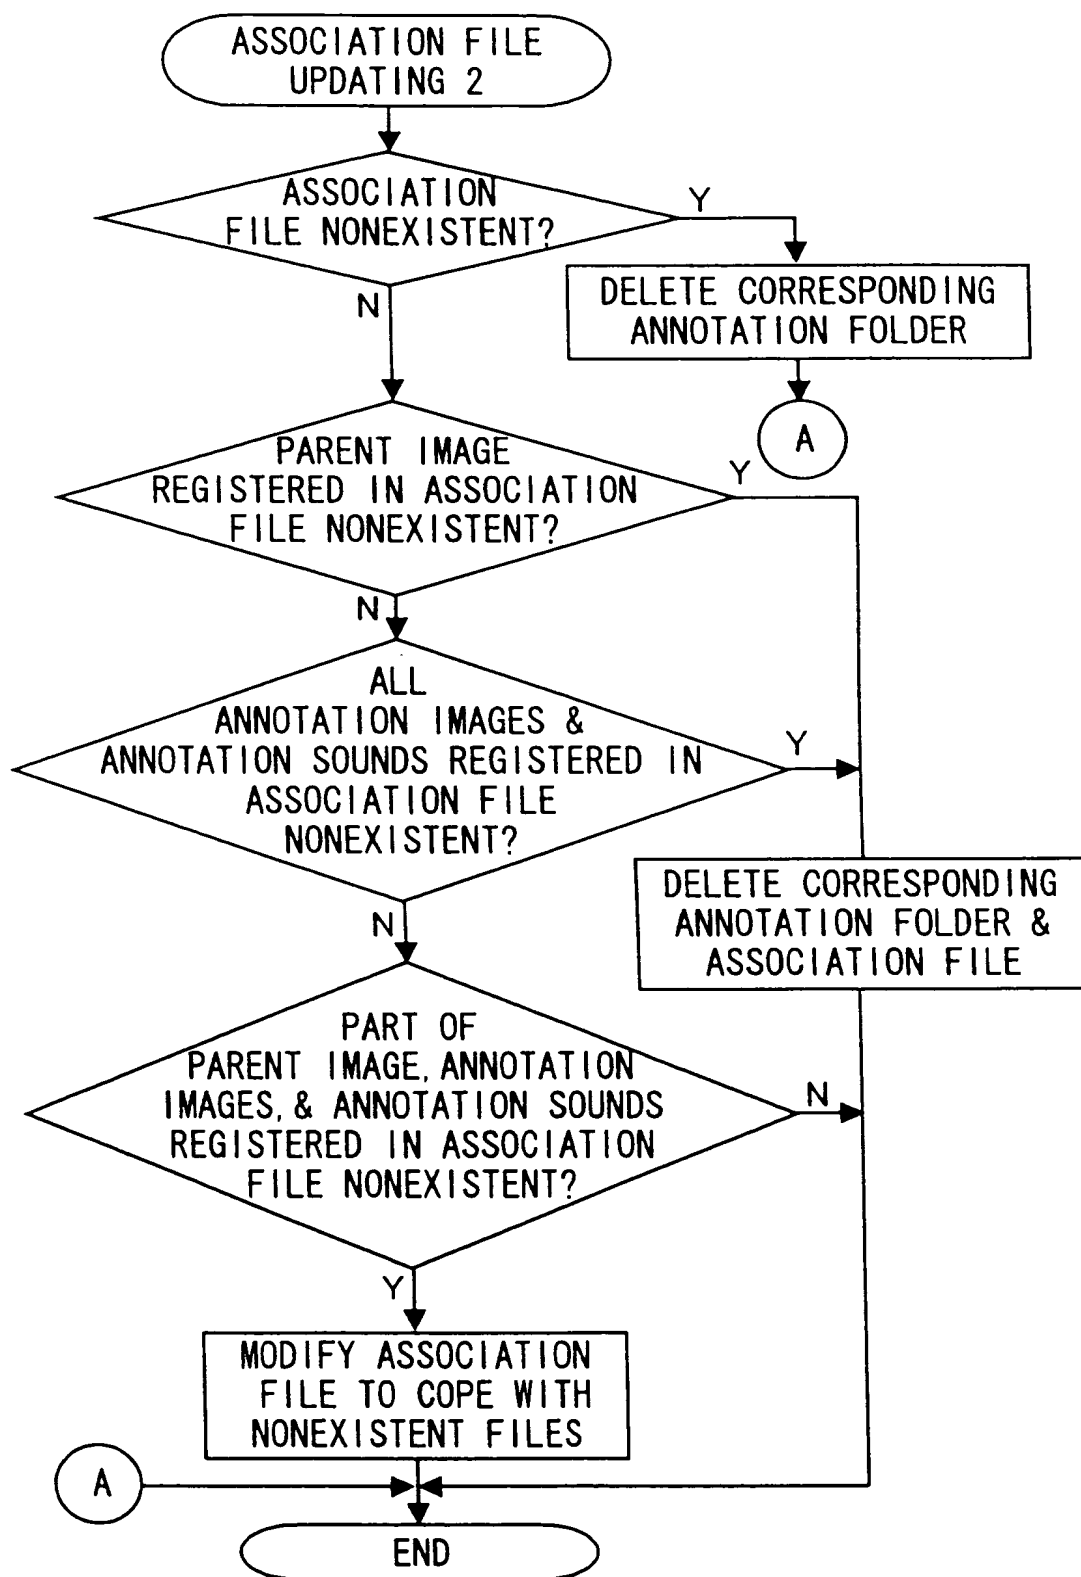 ASSOCIATION FILE
UPDATING 2
ASSOCIATION
FILE NONEXISTENT?
Y
N
DELETE CORRESPONDING
ANNOTATION FOLDER
A
PARENT IMAGE
REGISTERED IN ASSOCIATION
FILE NONEXISTENT?
Y
N
ALL
ANNOTATION IMAGES &
ANNOTATION SOUNDS REGISTERED IN
ASSOCIATION FILE
NONEXISTENT?
Y
N
DELETE CORRESPONDING
ANNOTATION FOLDER &
ASSOCIATION FILE
PART OF
PARENT IMAGE, ANNOTATION
IMAGES, & ANNOTATION SOUNDS
REGISTERED IN ASSOCIATION
FILE NONEXISTENT?
N
Y
MODIFY ASSOCIATION
FILE TO COPE WITH
NONEXISTENT FILES
A
END